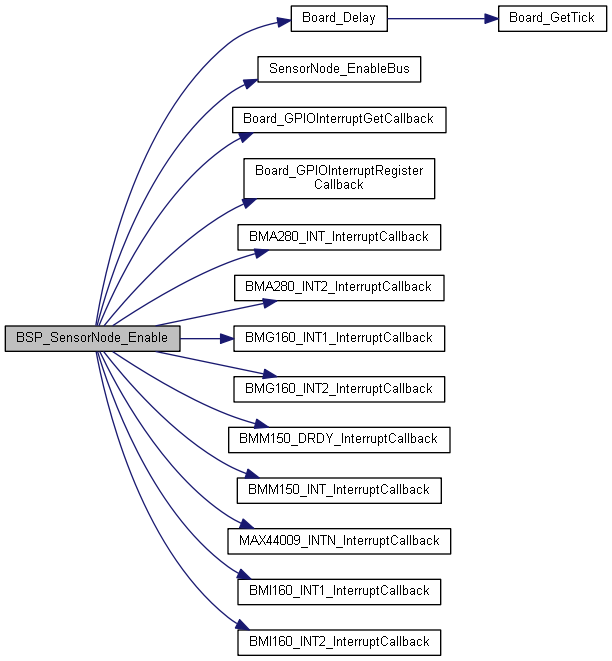 Board_Delay
Board_GetTick
SensorNode_EnableBus
Board_GPIOInterruptGetCallback
Board_GPIOInterruptRegister
Callback
BMA280_INT_InterruptCallback
BMA280_INT2_InterruptCallback
BSP_SensorNode_Enable
BMG160_INT1_InterruptCallback
BMG160_INT2_InterruptCallback
BMM150_DRDY_InterruptCallback
BMM150_INT_InterruptCallback
MAX44009_INTN_InterruptCallback
BMI160_INT1_InterruptCallback
BMI160_INT2_InterruptCallback